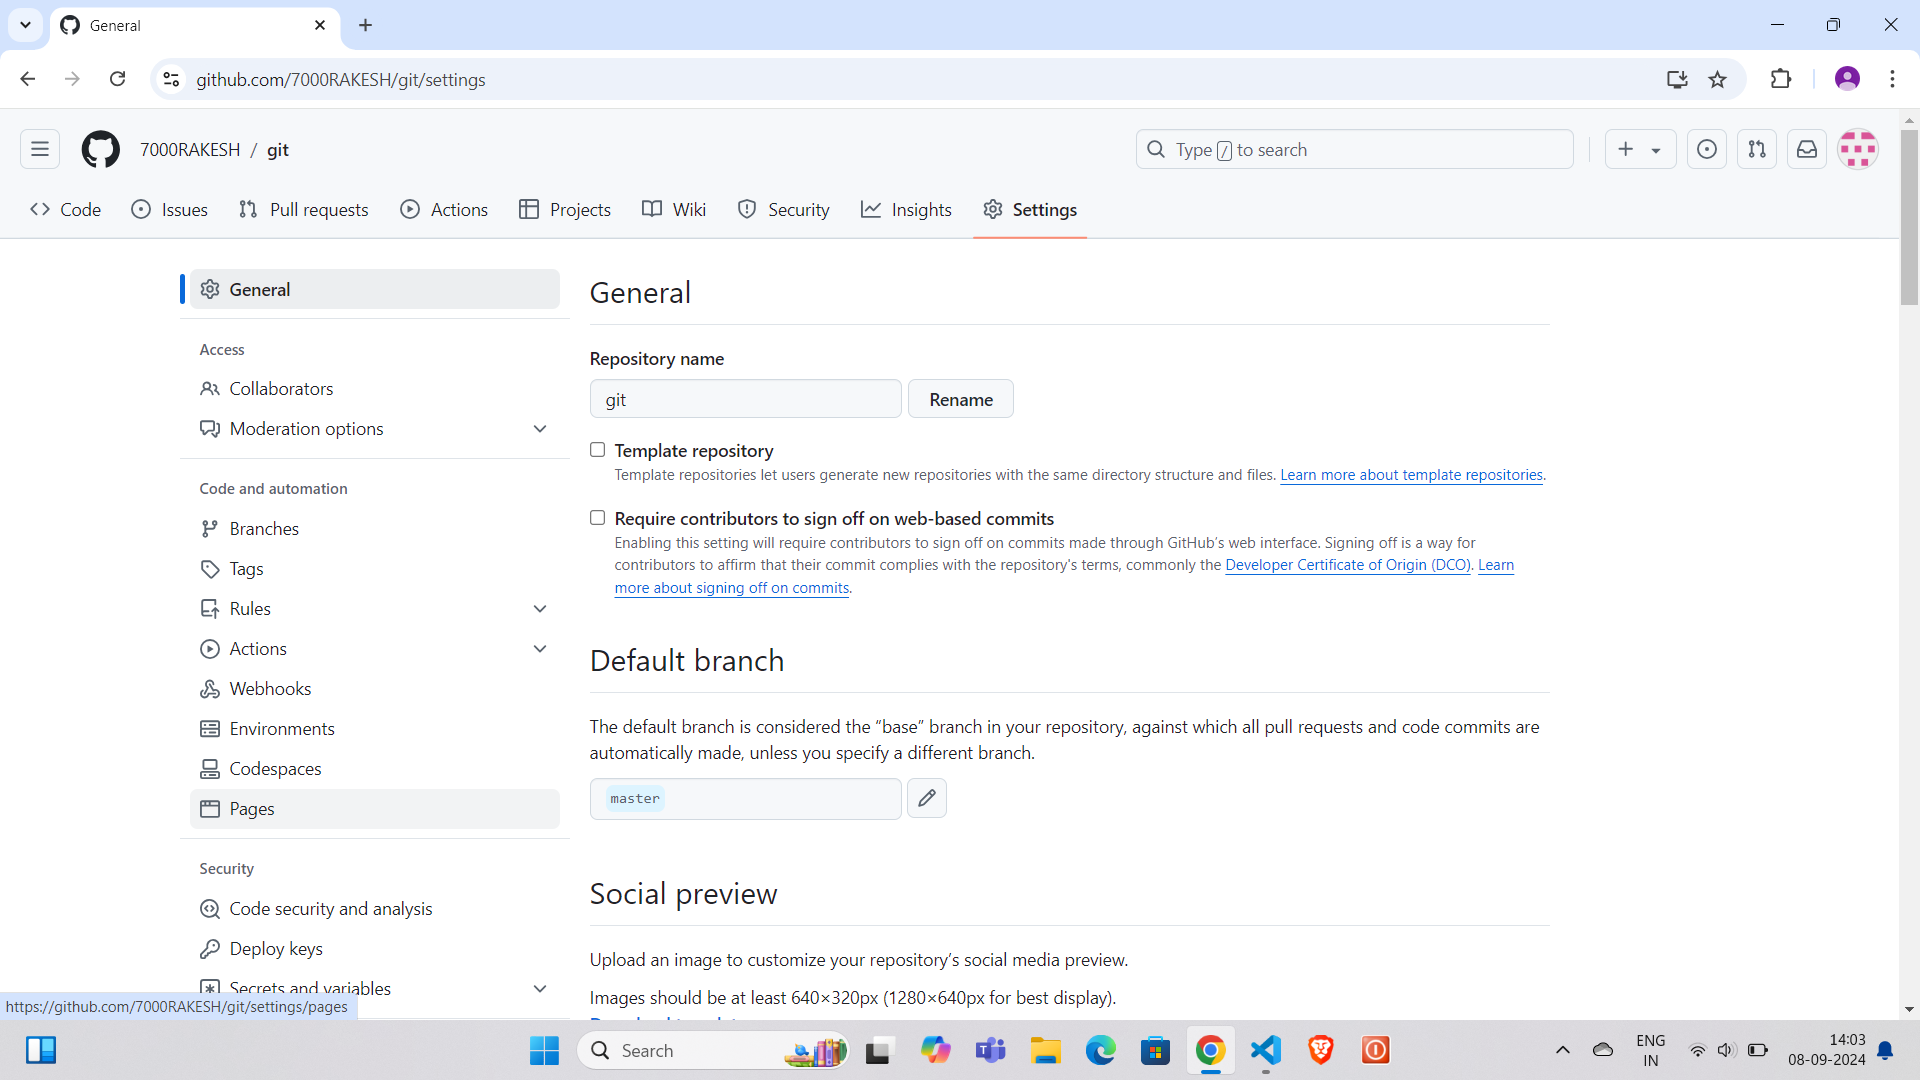 General
github.com/7000RAKESH/git/settings
7000RAKESH / git
Type / to search
Code Issues Pull requests Actions Projects Wiki Security Insights Settings
General
Access
Collaborators
Moderation options
Code and automation
Branches
Tags
Rules
Actions
Webhooks
Environments
Codespaces
Pages
Security
Code security and analysis
Deploy keys
Secrets and variables
https://github.com/7000RAKESH/git/settings/pages
General
Repository name
git Rename
Template repository
Template repositories let users generate new repositories with the same directory structure and files. Learn more about template repositories.
Require contributors to sign off on web-based commits
Enabling this setting will require contributors to sign off on commits made through GitHub’s web interface. Signing off is a way for
contributors to affirm that their commit complies with the repository's terms, commonly the Developer Certificate of Origin (DCO). Learn
more about signing off on commits.
Default branch
The default branch is considered the “base” branch in your repository, against which all pull requests and code commits are
automatically made, unless you specify a different branch.
master
Social preview
Upload an image to customize your repository’s social media preview.
Images should be at least 640×320px (1280×640px for best display).
Search
ENG
IN
14:03
08-09-2024